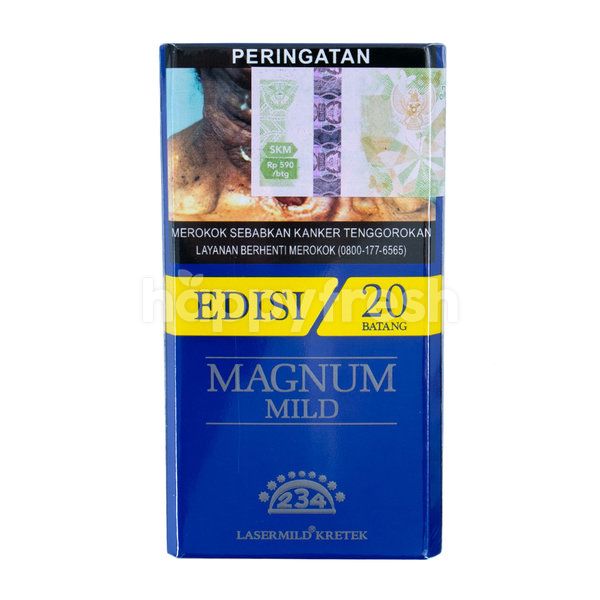 PERINGATAN
SKM
Rp 590
/btg
MEROKOK SEBABKAN KANKER TENGGOROKAN
LAYANAN BERHENTI MEROKOK (0800-177-6565)
EDISI / 20
BATANG
happyfresh
MAGNUM
MILD
234
LASERMILD® KRETEK